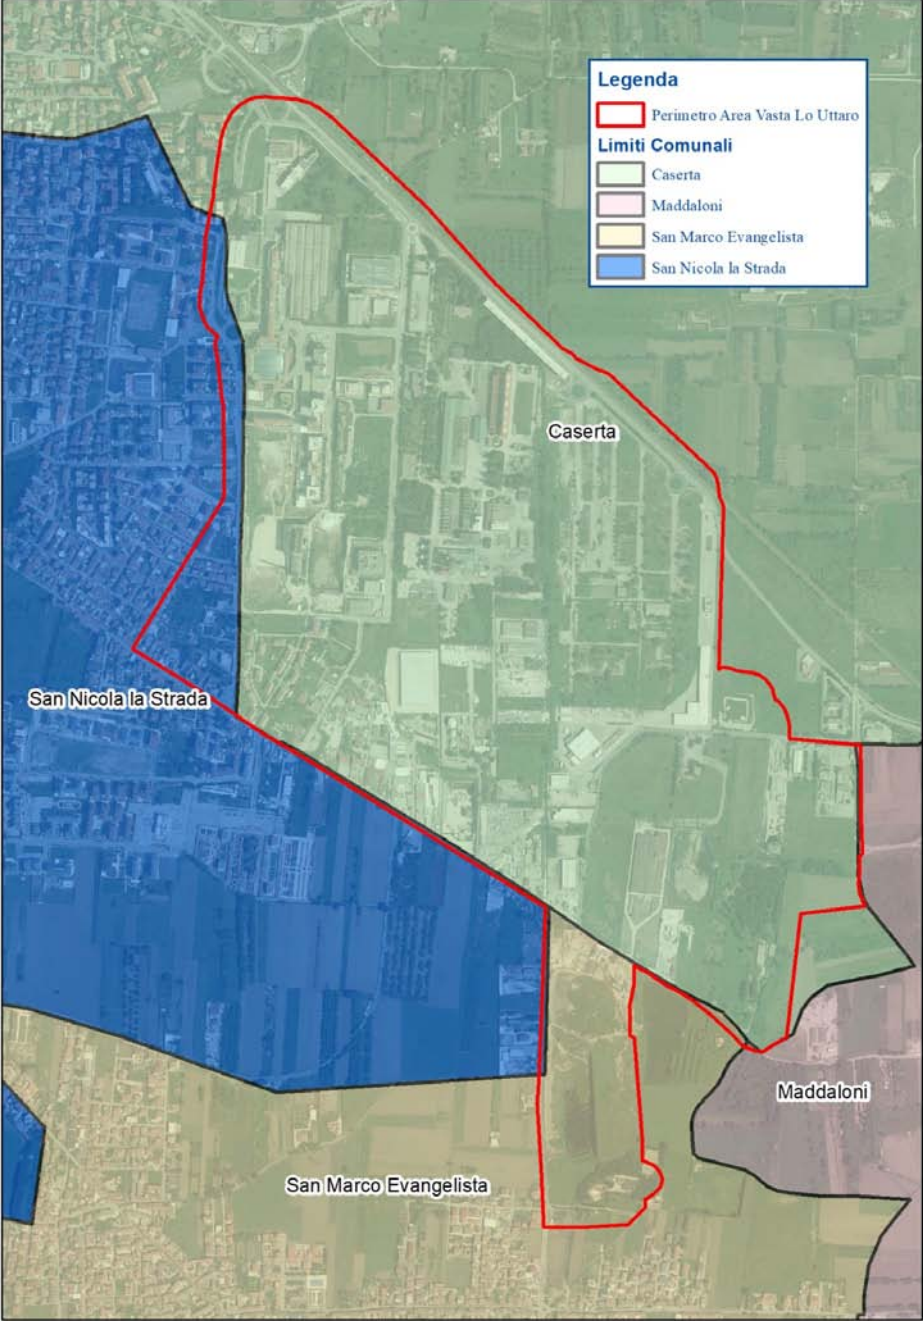 Legenda
Perimetro Area Vasta Lo Uttaro
Limiti Comunali
Caserta
Maddaloni
San Marco Evangelista
San Nicola la Strada
Caserta
San Nicola la Strada
Maddaloni
San Marco Evangelista